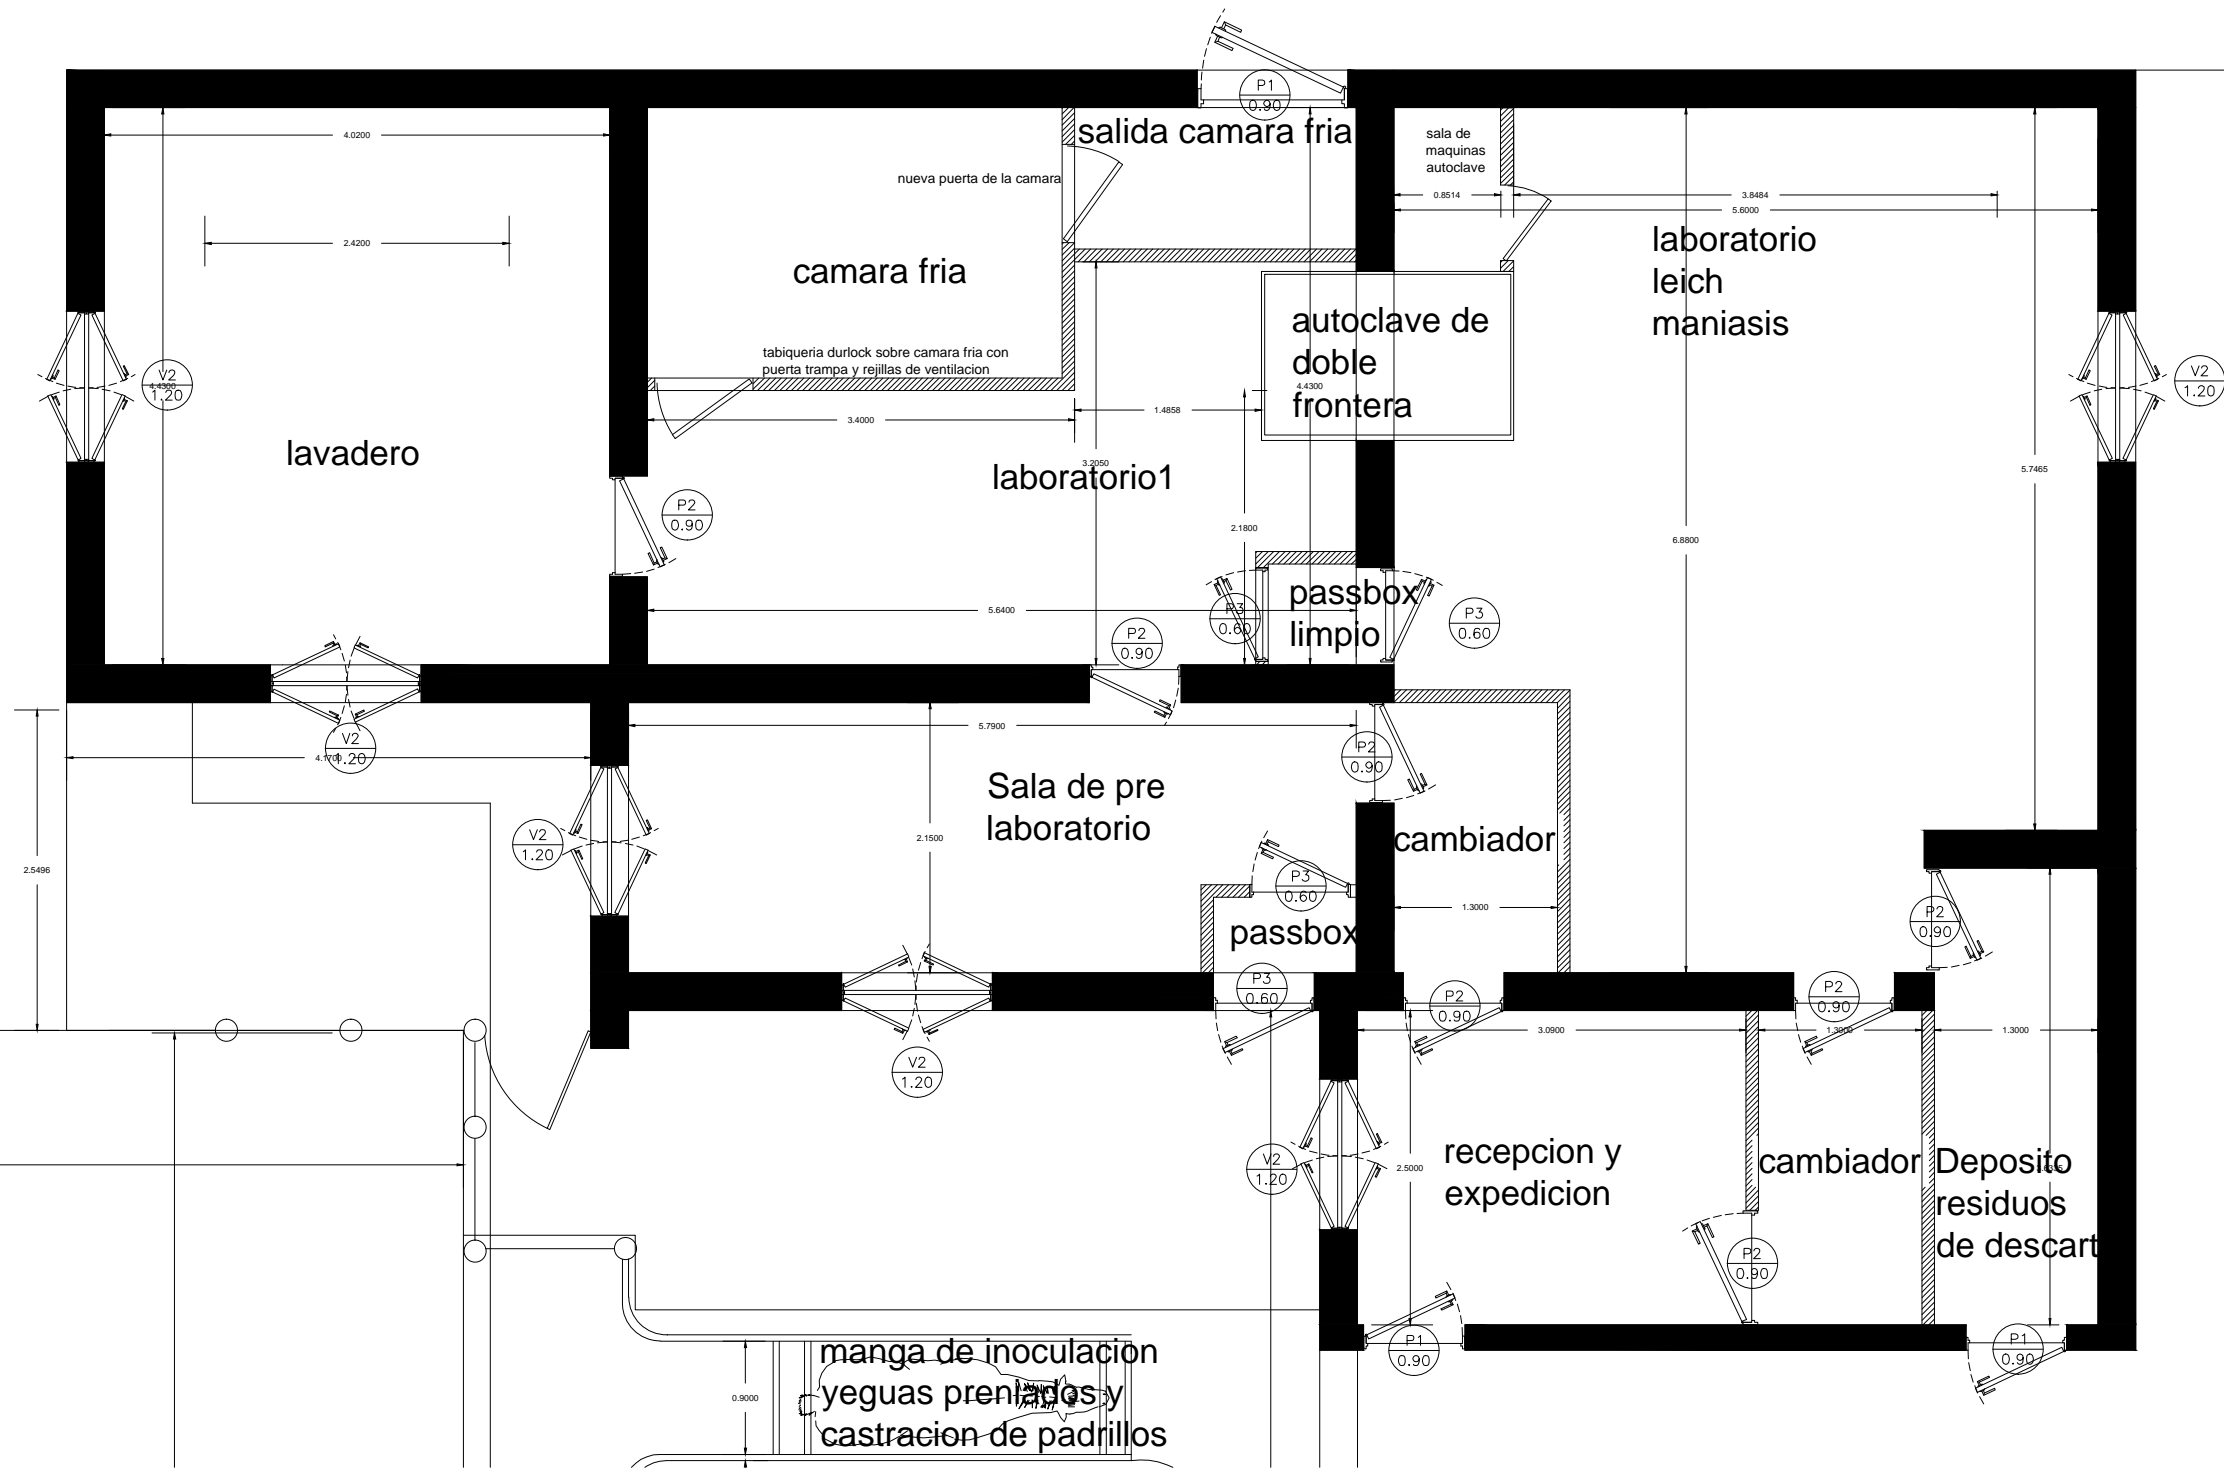 P1
0.90
salida camara fria
sala de
maquinas
autoclave
4.0200
nueva puerta de la camara
0.8514
3.8484
5.6000
2.4200
camara fria
laboratorio
leich
maniasis
autoclave de
doble
frontera
4.4300
tabiqueria durlock sobre camara fria con
puerta trampa y rejillas de ventilacion
V2
4.4300
1.20
V2
1.20
3.4000
1.4858
lavadero
3.2050
laboratorio1
5.7465
P2
0.90
2.1800
6.8800
passbox
limpio
P3
0.60
P3
0.60
5.6400
P2
0.90
5.7900
V2
1.20
4.1700
P2
0.90
Sala de pre
laboratorio
V2
1.20
2.1500
cambiador
2.5496
P3
0.60
1.3000
P2
0.90
passbox
P3
0.60
P2
0.90
P2
0.90
3.0900
1.3000
1.3000
V2
1.20
V2
1.20
2.5000
recepcion y
expedicion
cambiador
Deposito
residuos
de descart
P2
0.90
P1
0.90
P1
0.90
manga de inoculacion
yeguas preniados y
castracion de padrillos
0.9000